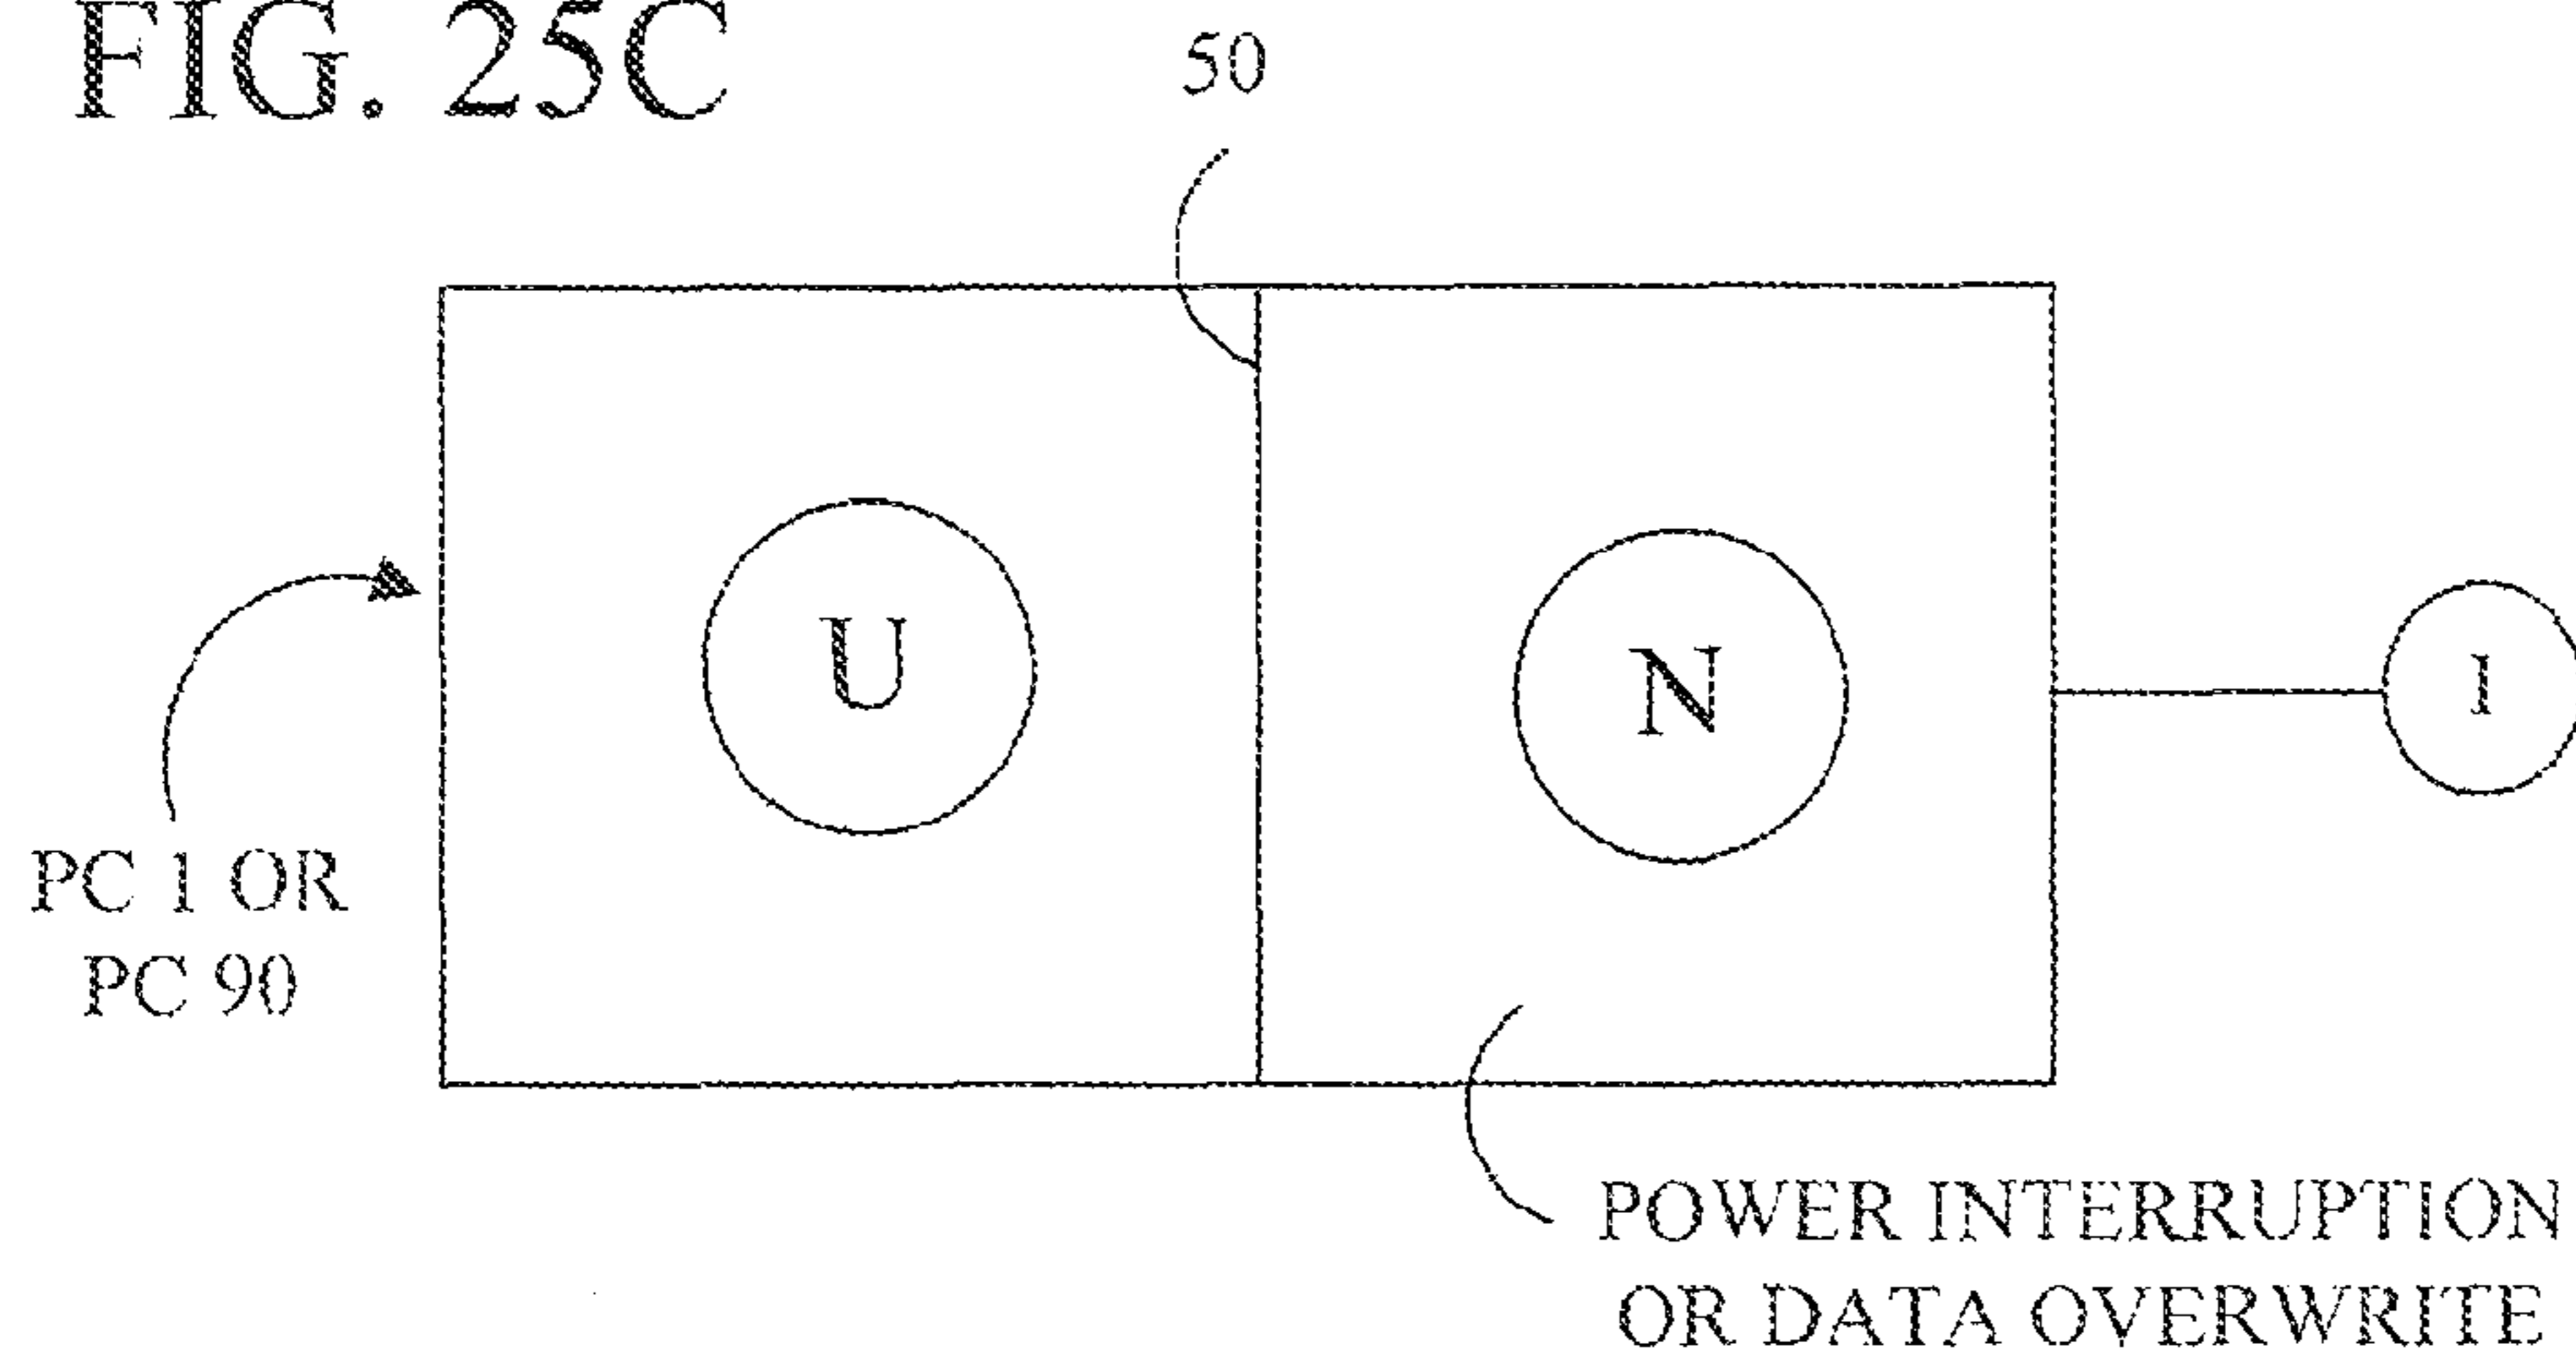 FIG. 25C
50
U
N
I
PC 1 OR
PC 90
POWER INTERRUPTION
OR DATA OVERWRITE